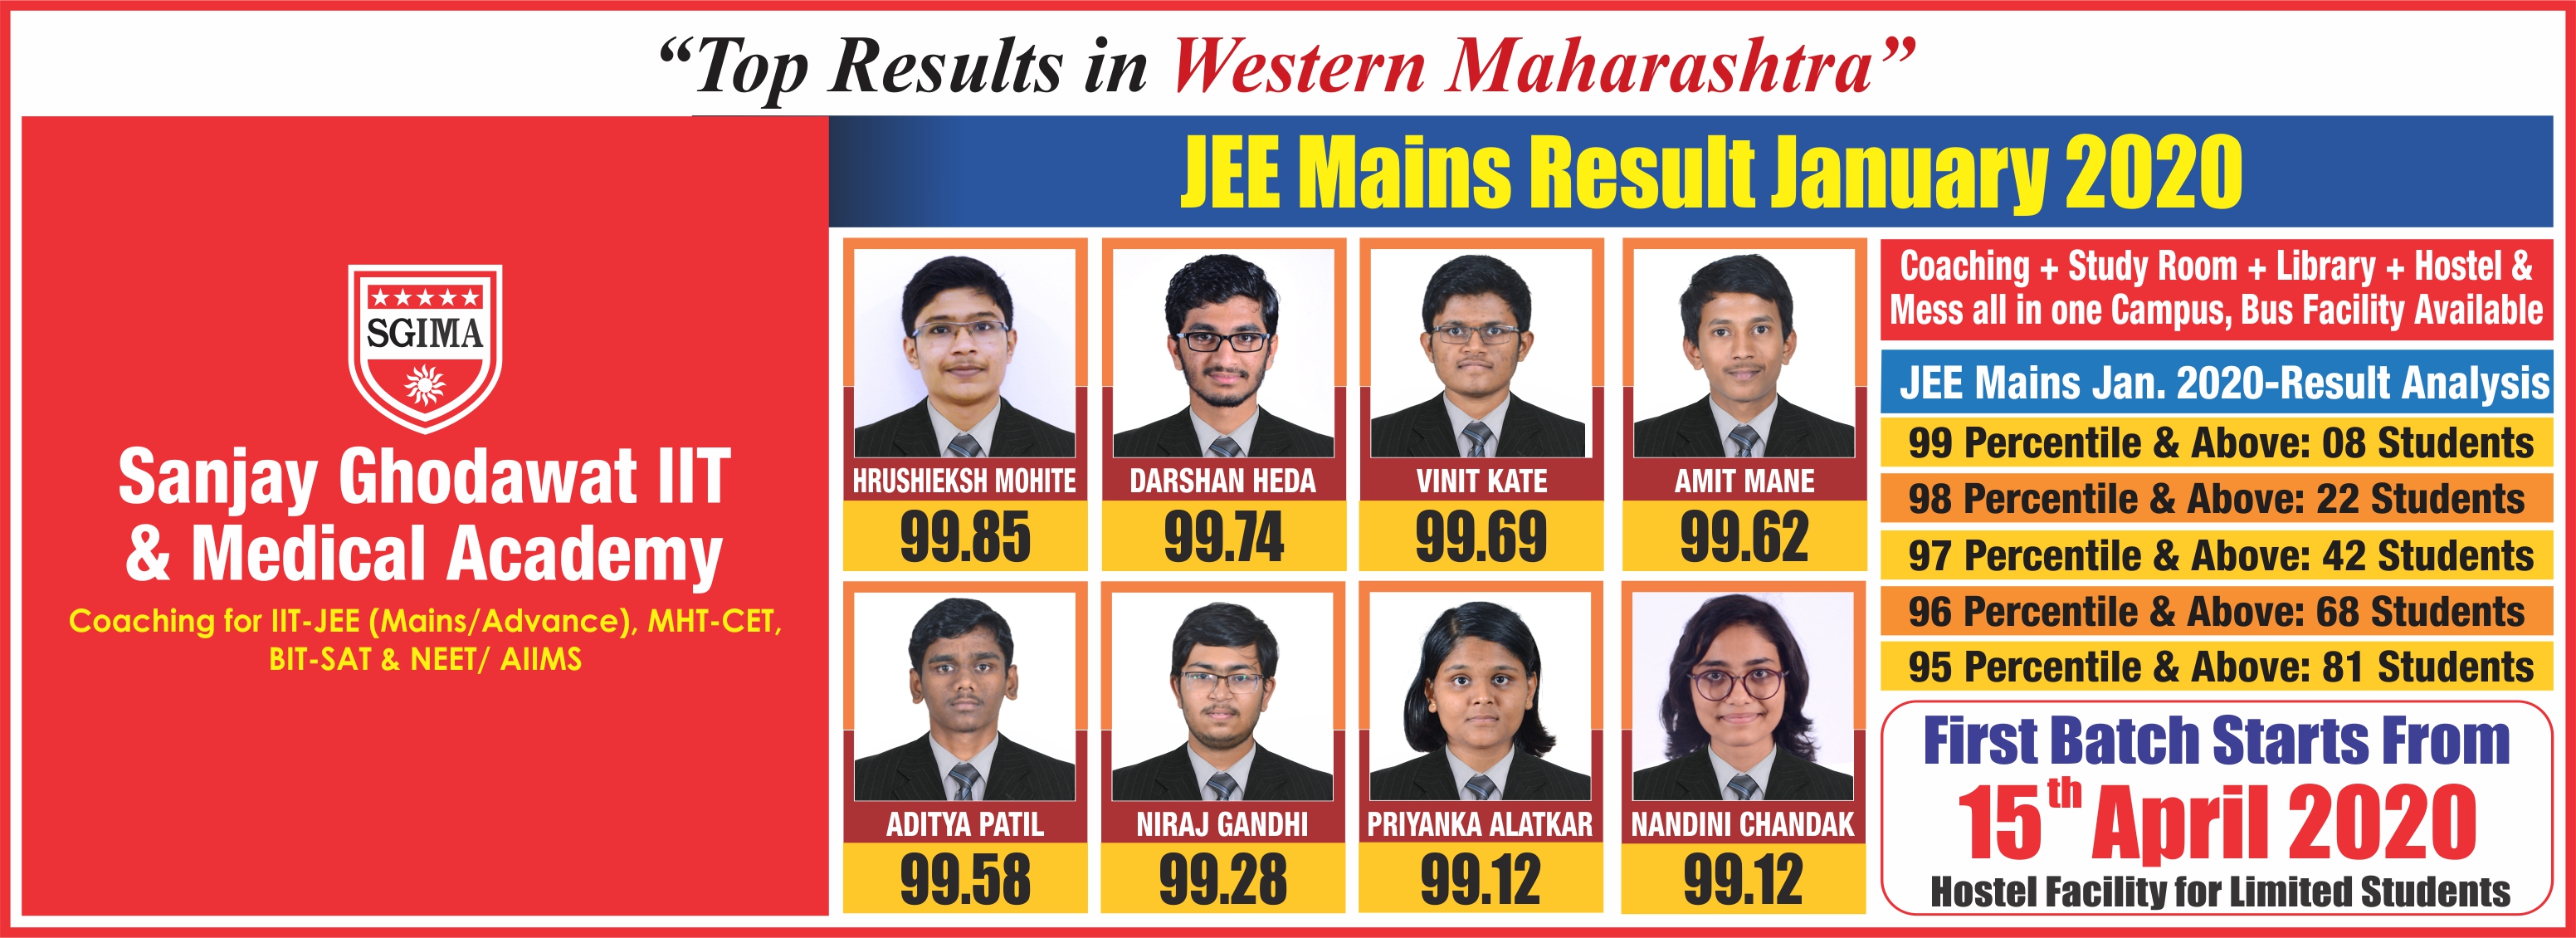 “Top Results in Western Maharashtra”
JEE Mains Result January 2020
SGIMA
Sanjay Ghodawat IIT
& Medical Academy
Coaching for IIT-JEE (Mains/Advance), MHT-CET,
BIT-SAT & NEET/ AIIMS
HRUSHIEKSH MOHITE
99.85
DARSHAN HEDA
99.74
VINIT KATE
99.69
AMIT MANE
99.62
ADITYA PATIL
99.58
NIRAJ GANDHI
99.28
PRIYANKA ALATKAR
99.12
NANDINI CHANDAK
99.12
Coaching + Study Room + Library + Hostel &
Mess all in one Campus, Bus Facility Available
JEE Mains Jan. 2020-Result Analysis
99 Percentile & Above: 08 Students
98 Percentile & Above: 22 Students
97 Percentile & Above: 42 Students
96 Percentile & Above: 68 Students
95 Percentile & Above: 81 Students
First Batch Starts From
15th April 2020
Hostel Facility for Limited Students